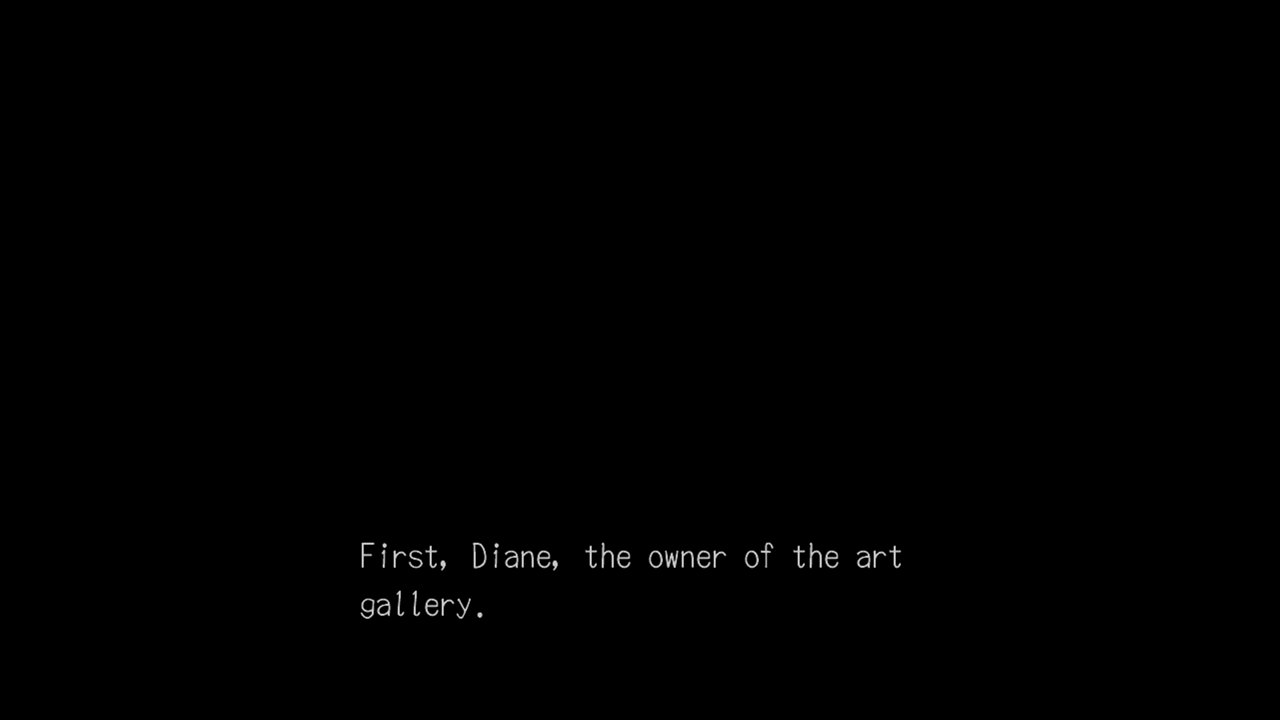 First, Diane, the owner of the art
gallery.